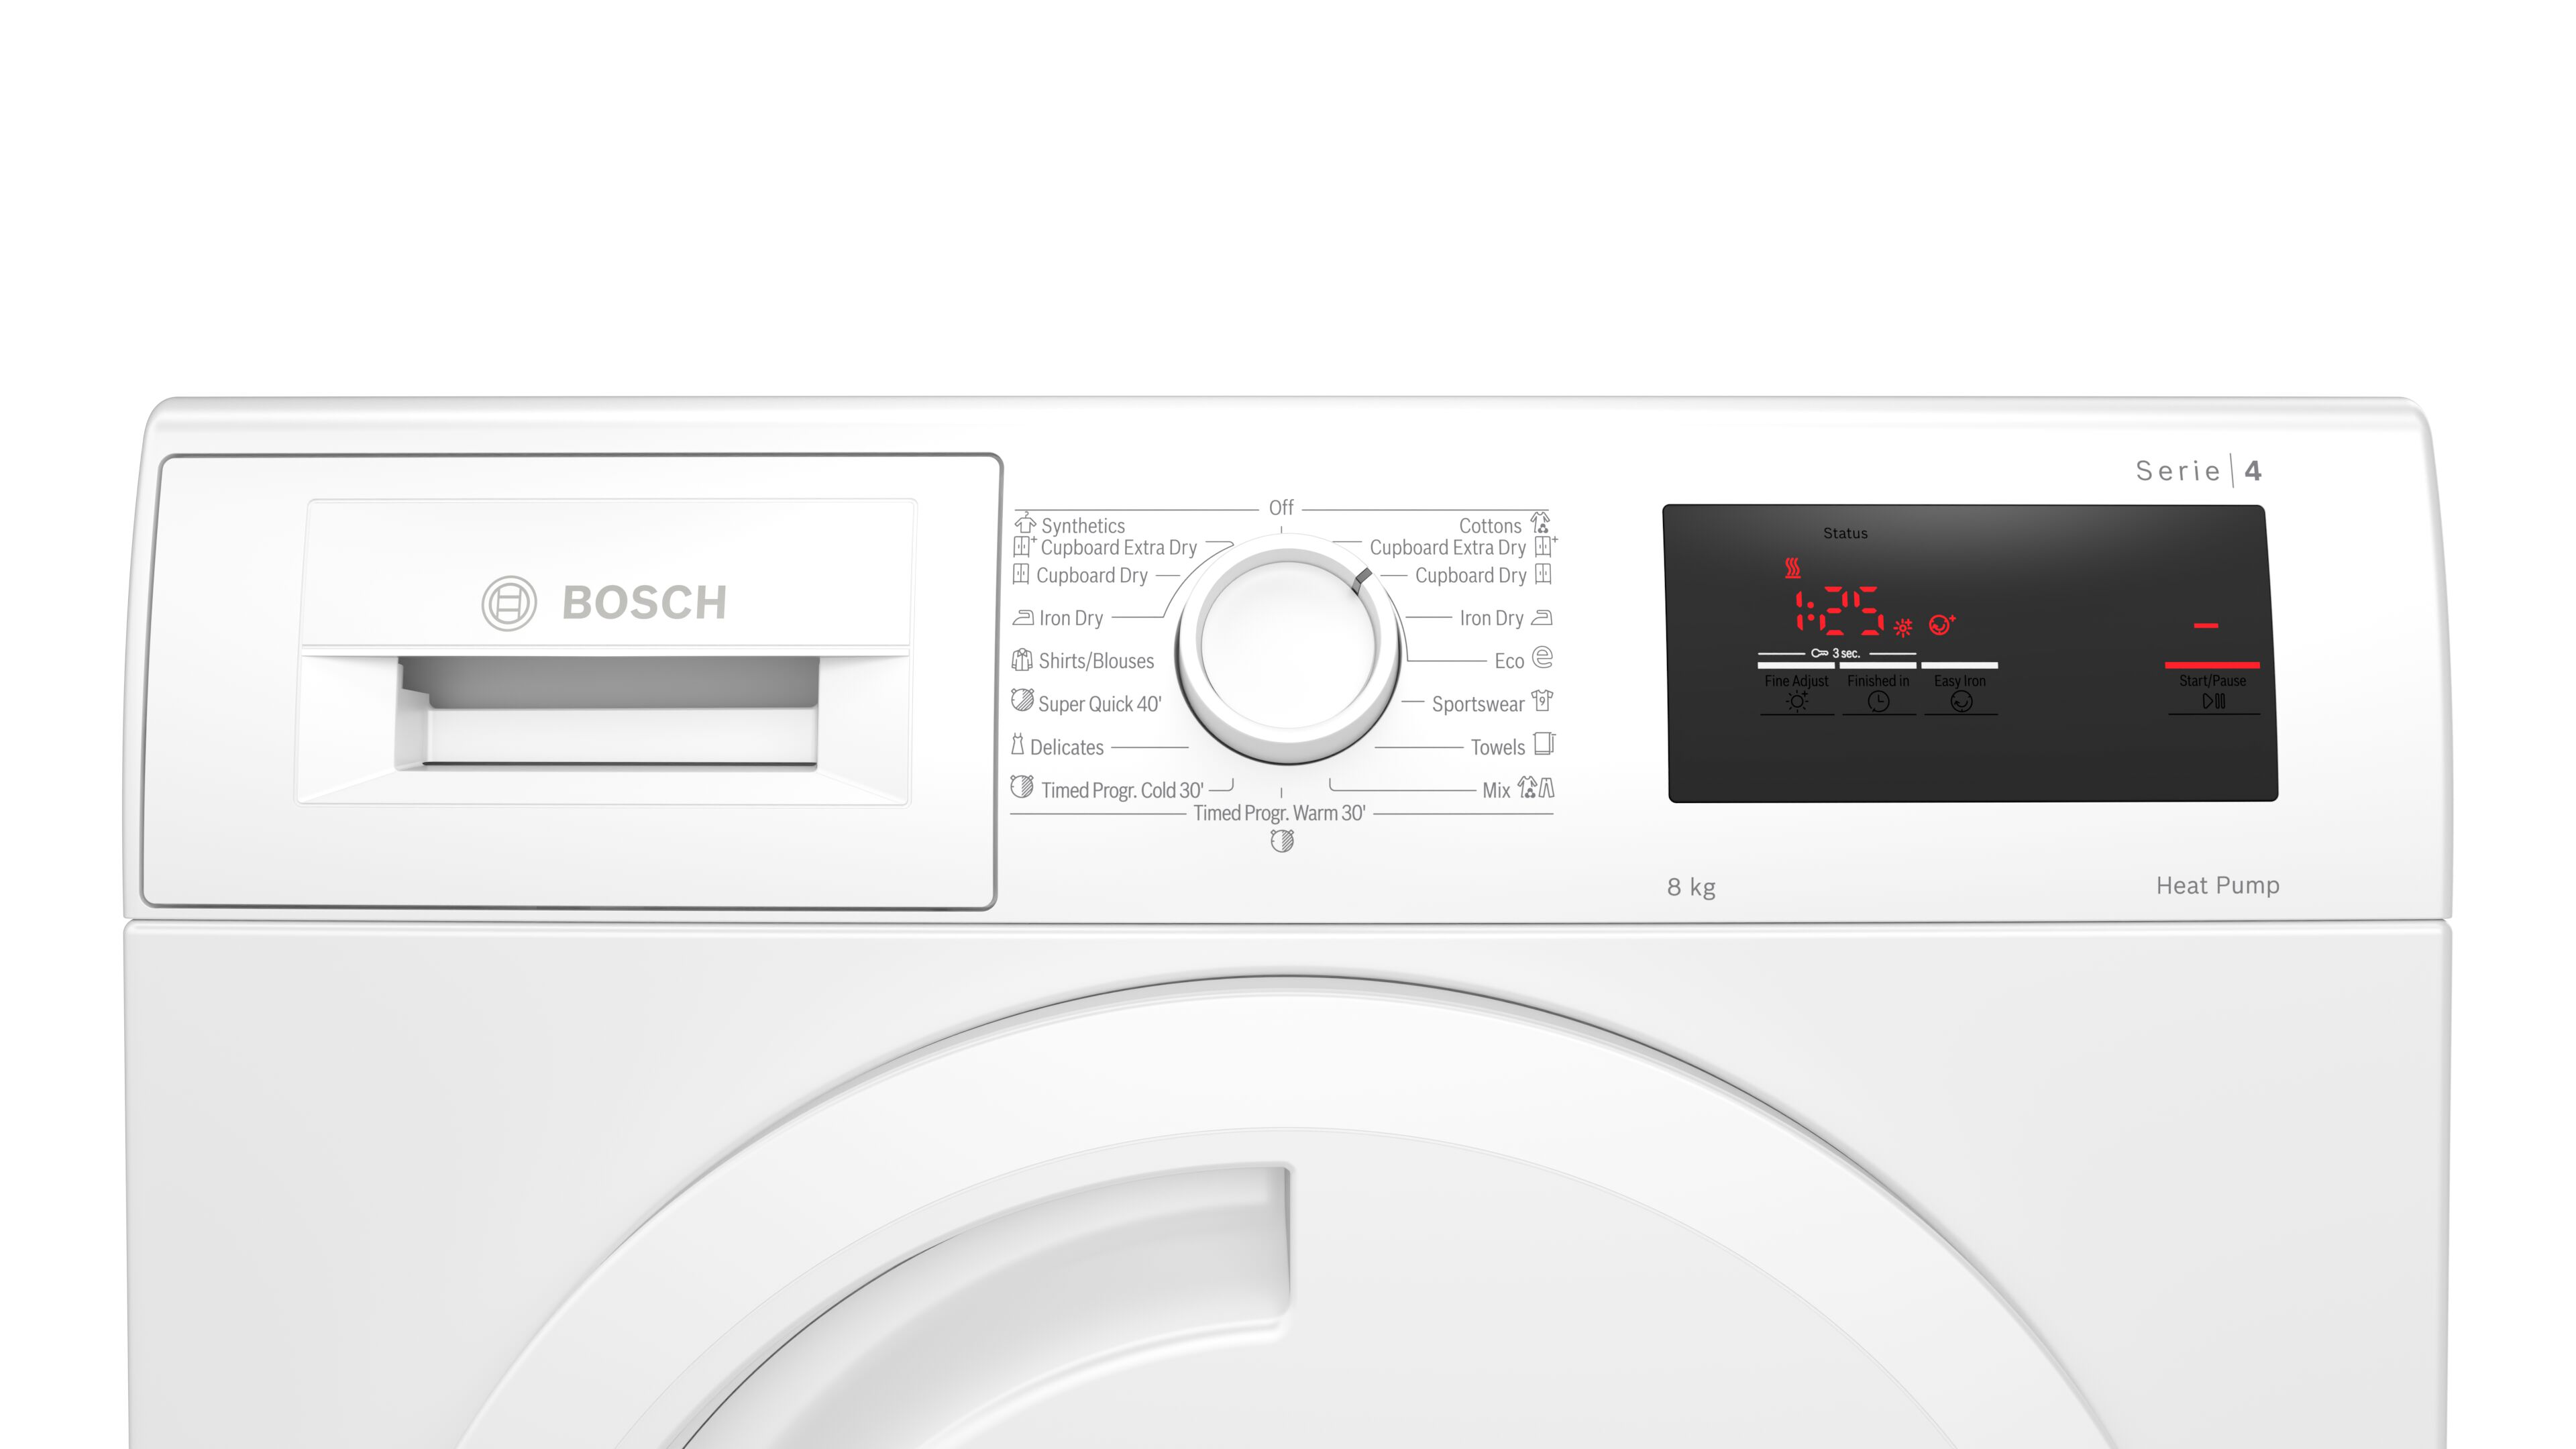 Serie 4
BOSCH
Off
Synthetics
Cupboard Extra Dry
Cupboard Dry
Iron Dry
Shirts/Blouses
Super Quick 40'
Delicates
Timed Progr. Cold 30'
Timed Progr. Warm 30'
Cottons
Cupboard Extra Dry
Cupboard Dry
Iron Dry
Eco
Sportswear
Towels
Mix
Status
1:25
3 sec.
Fine Adjust Finished in Easy Iron
Start/Pause
8 kg
Heat Pump